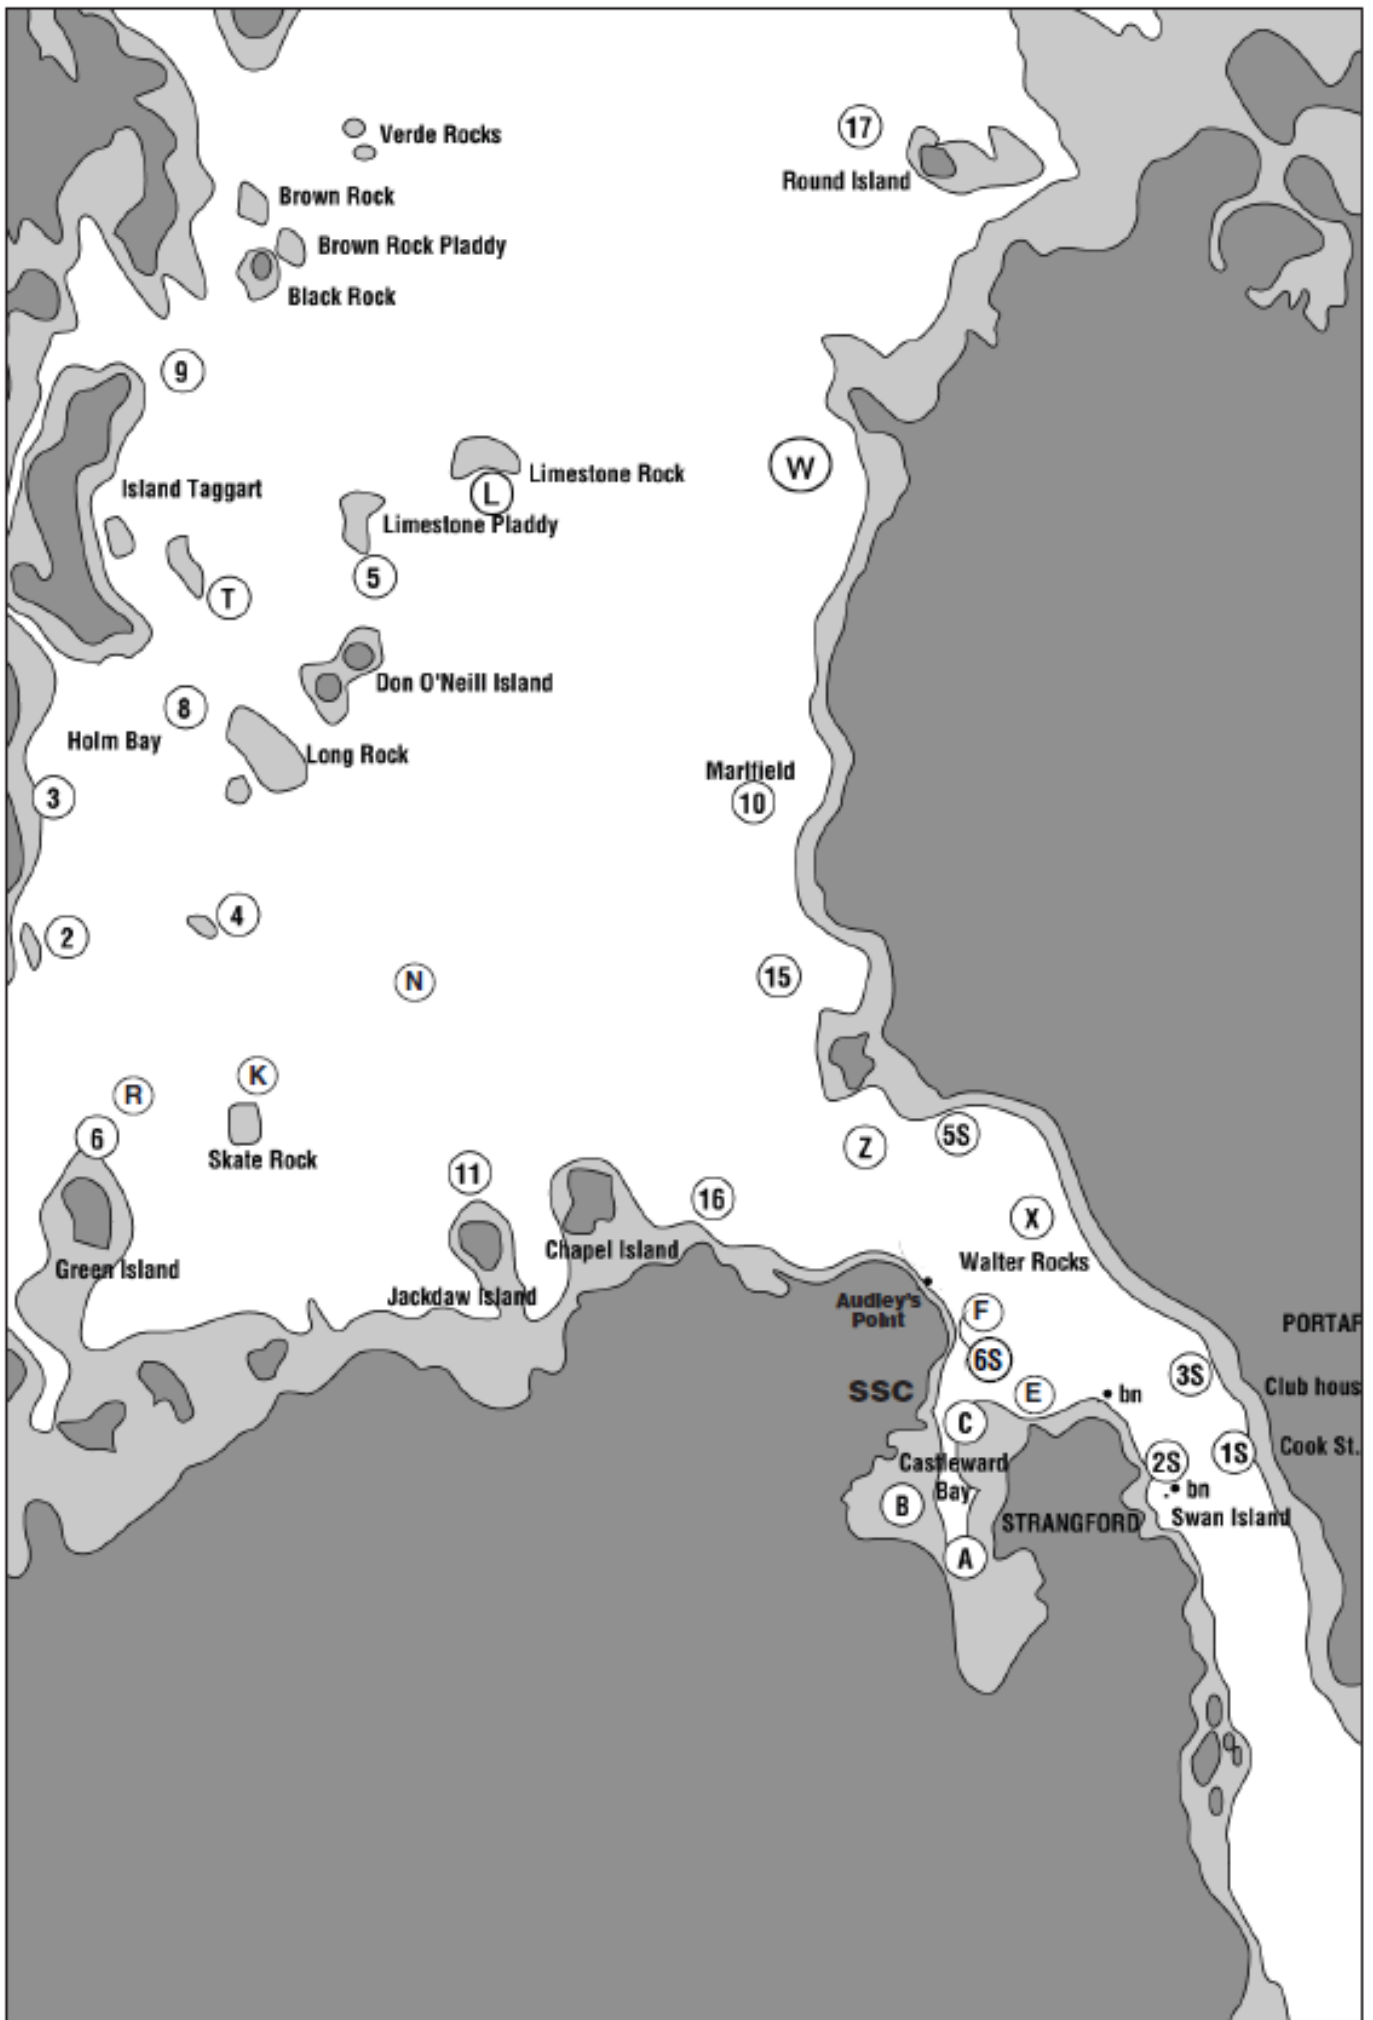 17
Verde Rocks
Round Island
Brown Rock
Brown Rock Pladdy
Black Rock
9
W
Limestone Rock
Island Taggart
L
Limestone Pladdy
5
T
Don O'Neill Island
8
Holm Bay
Long Rock
Marlfield
3
10
4
2
15
N
K
R
6
5S
Z
Skate Rock
11
16
X
Chapel Island
Walter Rocks
Green Island
Jackdaw Island
Audley's
Point
F
PORTAF
6S
3S
SSC
E
bn
Club hous
C
1S
Cook St.
Castleward
2S
Bay
bn
B
Swan Island
STRANGFORD
A